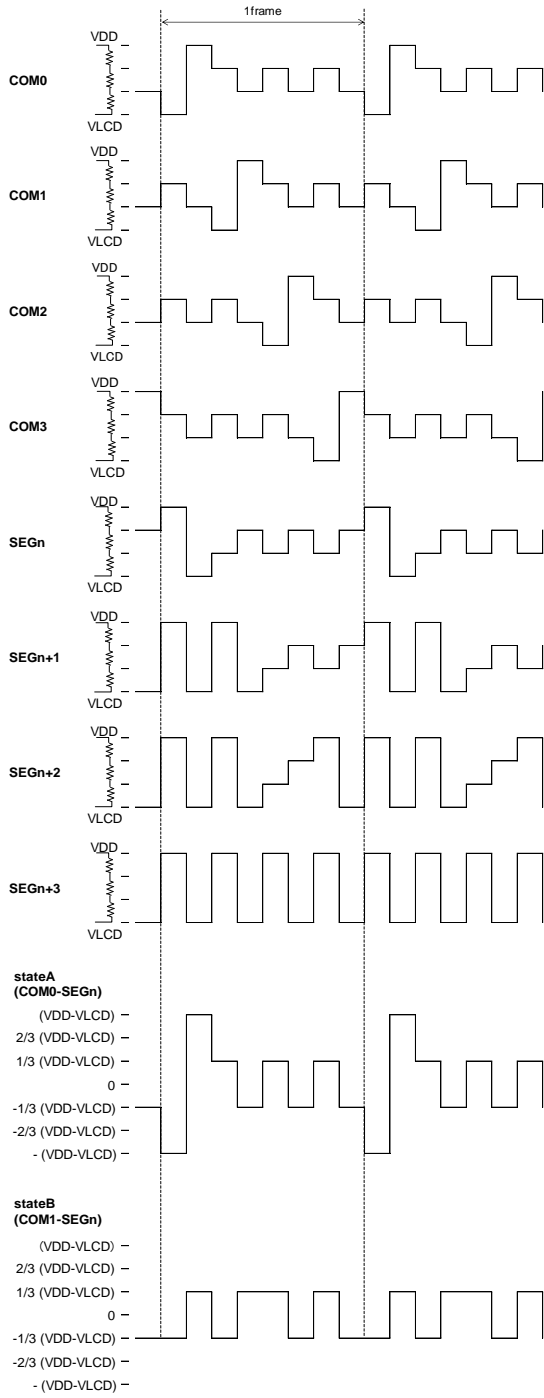 1frame
VDD
COM0
VLCD
VDD
COM1
VLCD
VDD
COM2
VLCD
VDD
COM3
VLCD
VDD
SEGn
VLCD
VDD
SEGn+1
VLCD
VDD
SEGn+2
VLCD
VDD
SEGn+3
VLCD
stateA
(COM0-SEGn)
(VDD-VLCD)
2/3 (VDD-VLCD)
1/3 (VDD-VLCD)
0
-1/3 (VDD-VLCD)
-2/3 (VDD-VLCD)
- (VDD-VLCD)
stateB
(COM1-SEGn)
(VDD-VLCD)
2/3 (VDD-VLCD)
1/3 (VDD-VLCD)
0
-1/3 (VDD-VLCD)
-2/3 (VDD-VLCD)
- (VDD-VLCD)